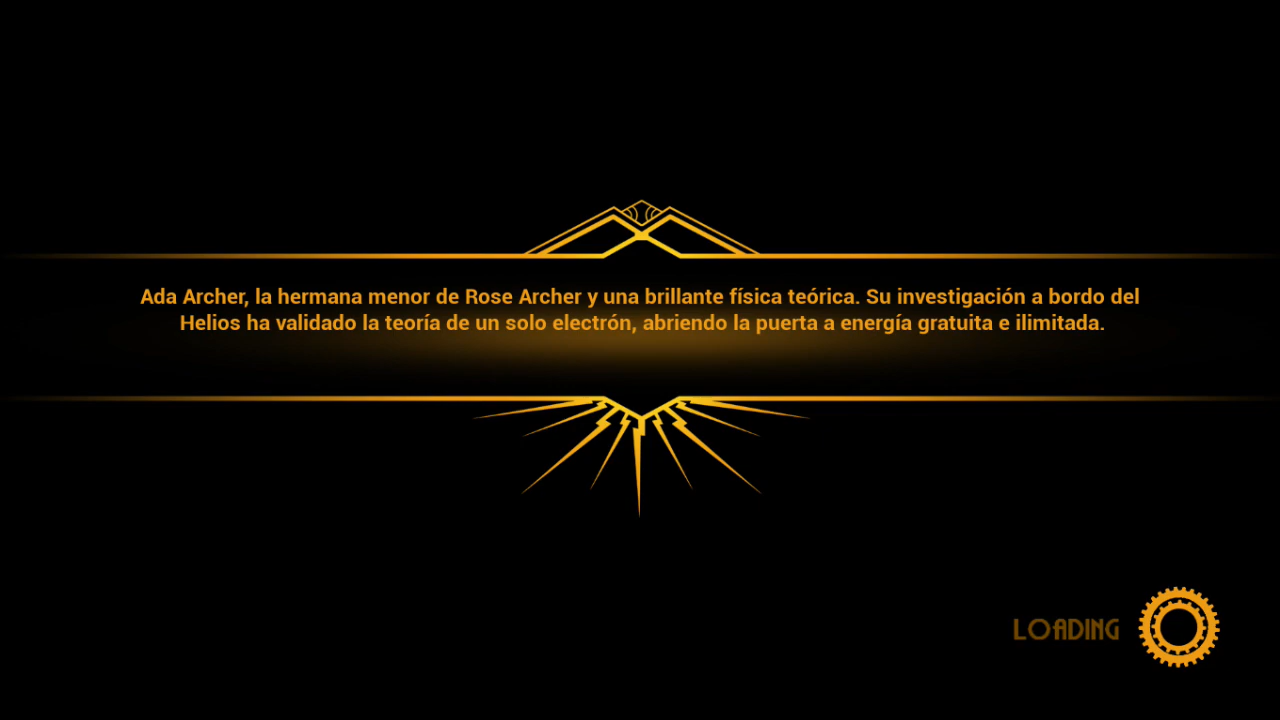 Ada Archer, la hermana menor de Rose Archer y una brillante física teórica. Su investigación a bordo del
Helios ha validado la teoría de un solo electrón, abriendo la puerta a energía gratuita e ilimitada.
LOADING